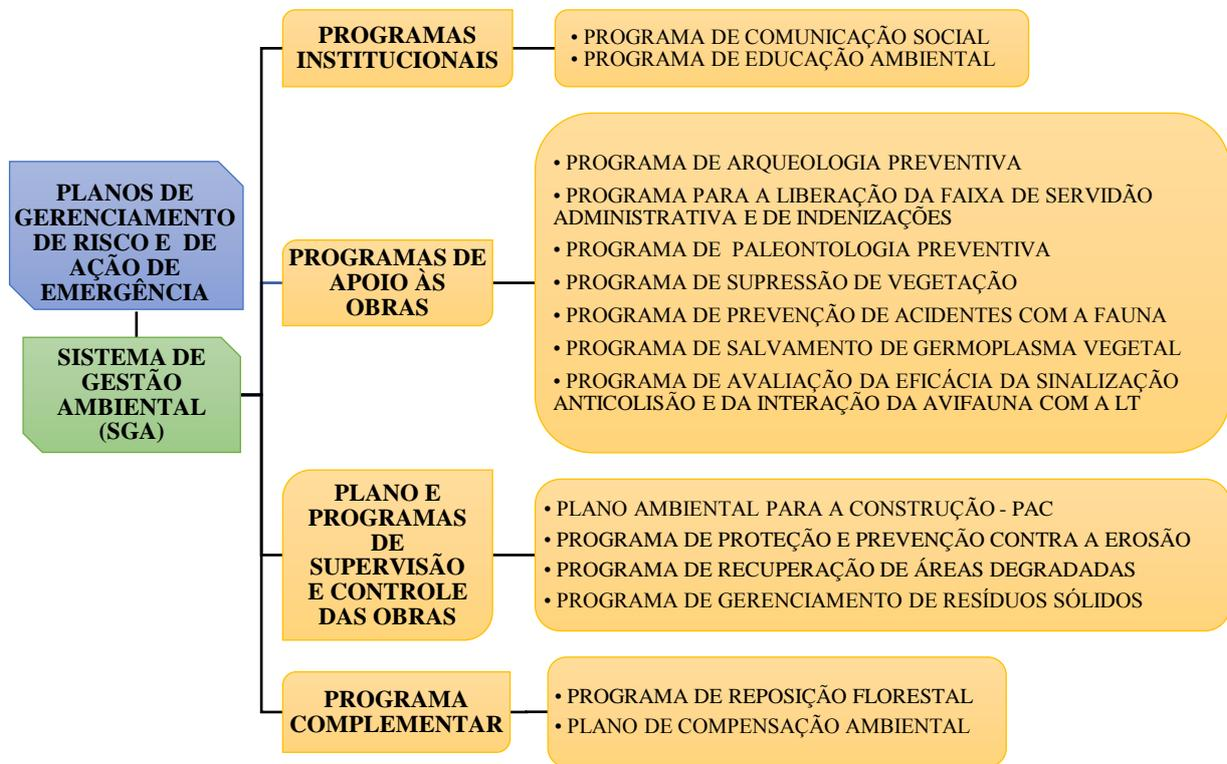 PLANOS DE
GERENCIAMENTO
DE RISCO E DE
AÇÃO DE
EMERGÊNCIA
SISTEMA DE
GESTÃO
AMBIENTAL
(SGA)
PROGRAMAS
INSTITUCIONAIS
• PROGRAMA DE COMUNICAÇÃO SOCIAL
• PROGRAMA DE EDUCAÇÃO AMBIENTAL
PROGRAMAS DE
APOIO ÀS
OBRAS
• PROGRAMA DE ARQUEOLOGIA PREVENTIVA
• PROGRAMA PARA A LIBERAÇÃO DA FAIXA DE SERVIDÃO
ADMINISTRATIVA E DE INDENIZAÇÕES
• PROGRAMA DE PALEONTOLOGIA PREVENTIVA
• PROGRAMA DE SUPRESSÃO DE VEGETAÇÃO
• PROGRAMA DE PREVENÇÃO DE ACIDENTES COM A FAUNA
• PROGRAMA DE SALVAMENTO DE GERMOPLASMA VEGETAL
• PROGRAMA DE AVALIAÇÃO DA EFICÁCIA DA SINALIZAÇÃO
ANTICOLISÃO E DA INTERAÇÃO DA AVIFAUNA COM A LT
PLANO E
PROGRAMAS
DE
SUPERVISÃO
E CONTROLE
DAS OBRAS
• PLANO AMBIENTAL PARA A CONSTRUÇÃO - PAC
• PROGRAMA DE PROTEÇÃO E PREVENÇÃO CONTRA A EROSÃO
• PROGRAMA DE RECUPERAÇÃO DE ÁREAS DEGRADADAS
• PROGRAMA DE GERENCIAMENTO DE RESÍDUOS SÓLIDOS
PROGRAMA
COMPLEMENTAR
• PROGRAMA DE REPOSIÇÃO FLORESTAL
• PLANO DE COMPENSAÇÃO AMBIENTAL